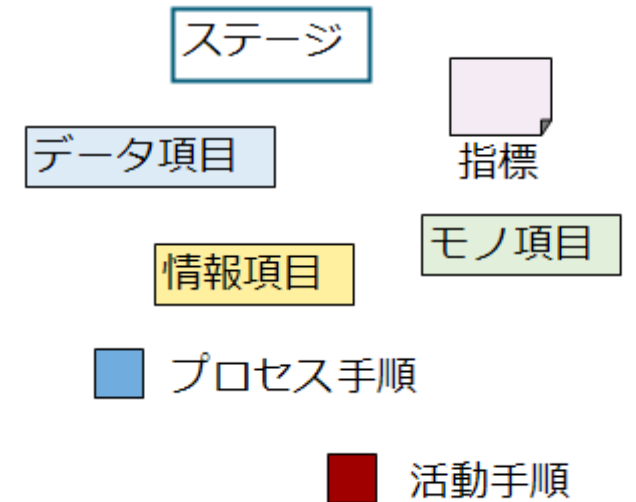 ステージ
指標
データ項目
モノ項目
情報項目
プロセス手順
活動手順